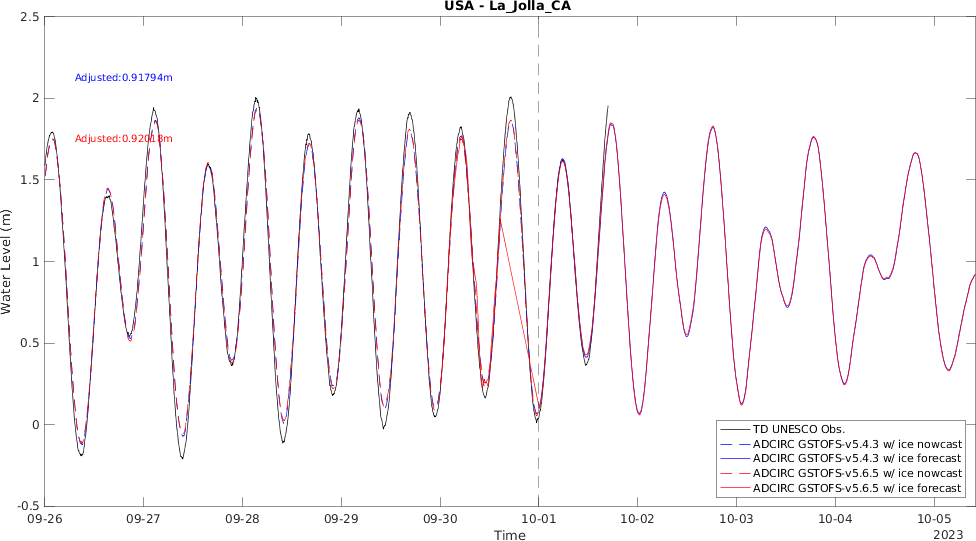 USA - La_Jolla_CA
2.5
Adjusted:0.91794m
2
Adjusted:0.92018m
1.5
Water Level (m)
1
0.5
0
-0.5
TD UNESCO Obs.
ADCIRC GSTOFS-v5.4.3 w/ ice nowcast
ADCIRC GSTOFS-v5.4.3 w/ ice forecast
ADCIRC GSTOFS-v5.6.5 w/ ice nowcast
ADCIRC GSTOFS-v5.6.5 w/ ice forecast
09-26 09-27 09-28 09-29 09-30 10-01 10-02 10-03 10-04 10-05
Time
2023